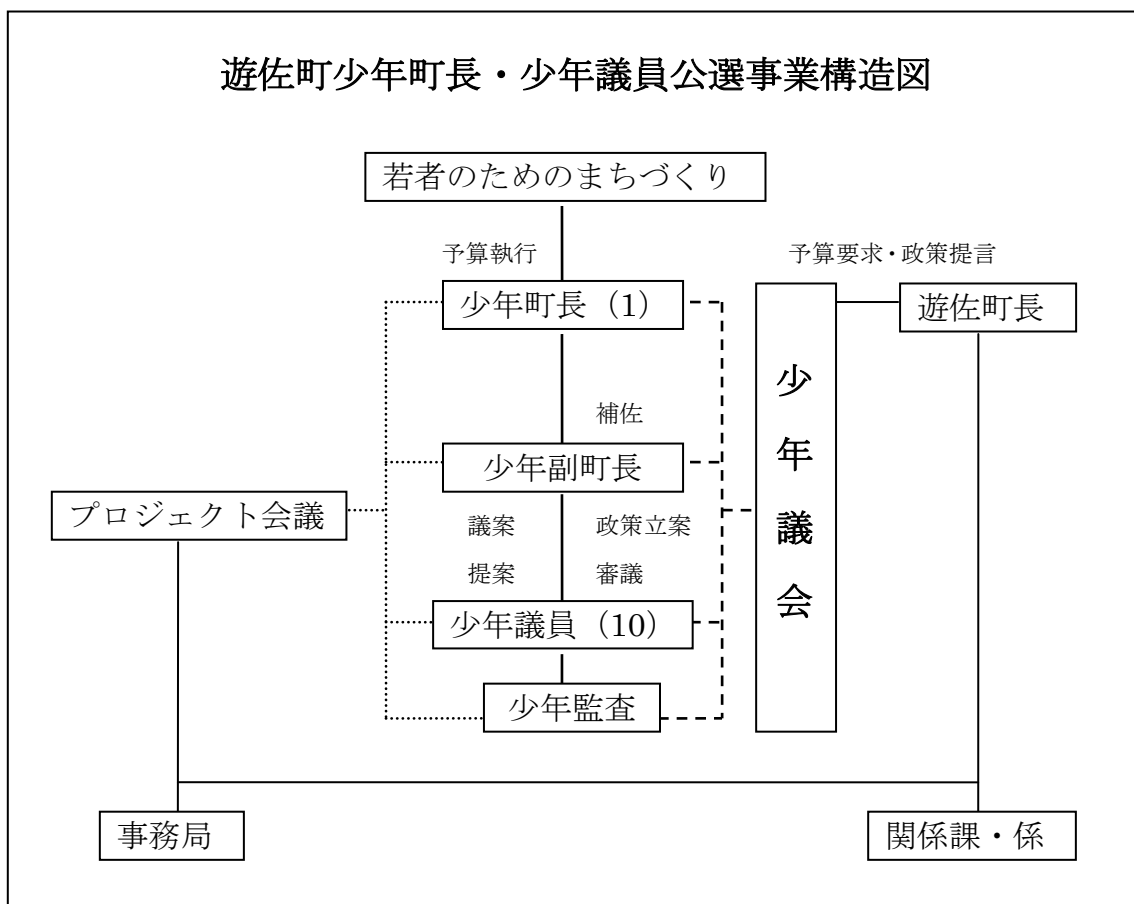 遊佐町少年町長・少年議員公選事業構造図
若者のためのまちづくり
予算執行
予算要求・政策提言
少年町長（1）
遊佐町長
少年議会
補佐
少年副町長
プロジェクト会議
議案
政策立案
提案
審議
少年議員（10）
少年監査
事務局
関係課・係